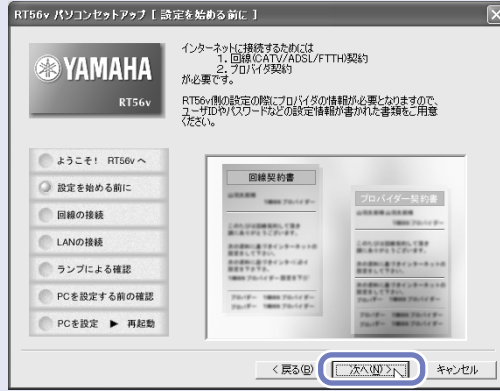 RT56v パソコンセットアップ [ 設定を始める前に ]
YAMAHA
RT56v
インターネットに接続するためには
1. 回線(CATV/ADSL/FTTH)契約
2. プロバイダ契約
が必要です。
RT56v側の設定の際にプロバイダの情報が必要となりますので、
ユーザIDやパスワードなどの設定情報が書かれた書類をご用意
ください。
ようこそ! RT56v へ
設定を始める前に
回線の接続
LANの接続
ランプによる確認
PCを設定する前の確認
PCを設定 ▶ 再起動
回線契約書
プロバイダー契約書
< 戻る(B)
次へ(N) >
キャンセル